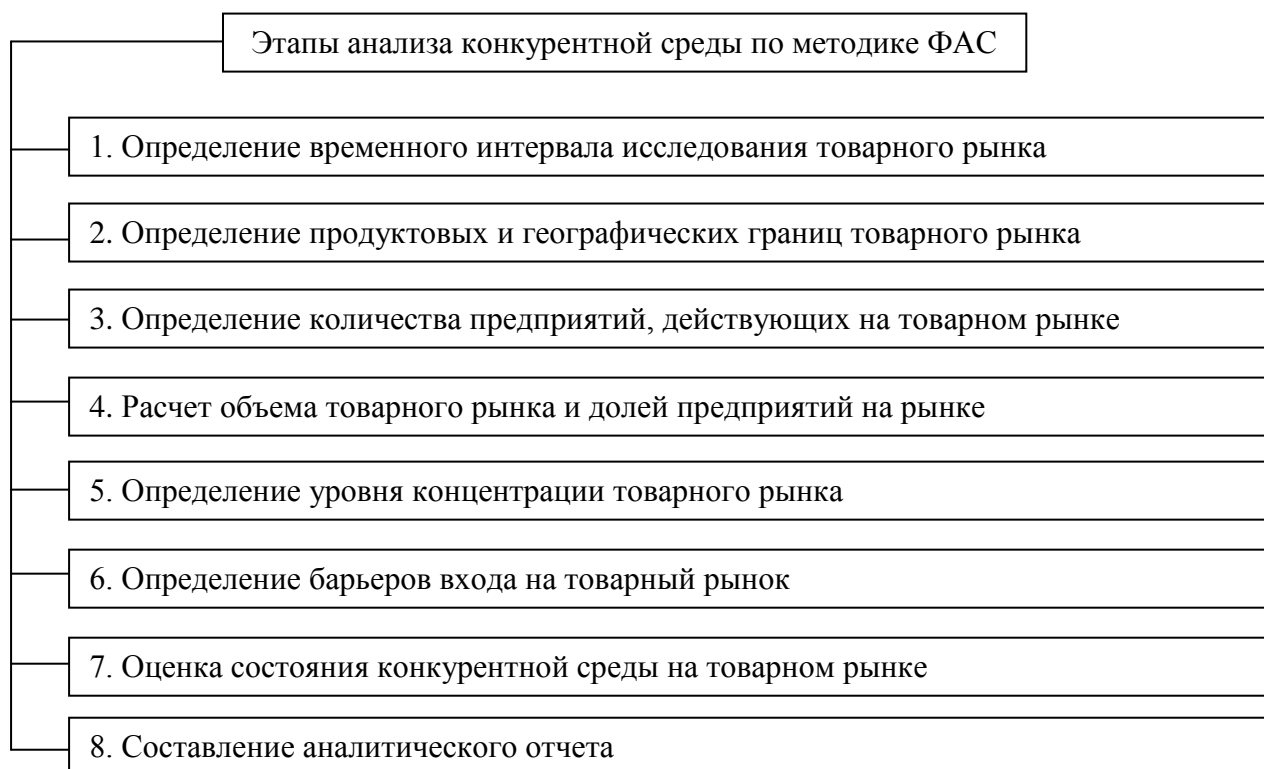 Этапы анализа конкурентной среды по методике ФАС
1. Определение временного интервала исследования товарного рынка
2. Определение продуктовых и географических границ товарного рынка
3. Определение количества предприятий, действующих на товарном рынке
4. Расчет объема товарного рынка и долей предприятий на рынке
5. Определение уровня концентрации товарного рынка
6. Определение барьеров входа на товарный рынок
7. Оценка состояния конкурентной среды на товарном рынке
8. Составление аналитического отчета